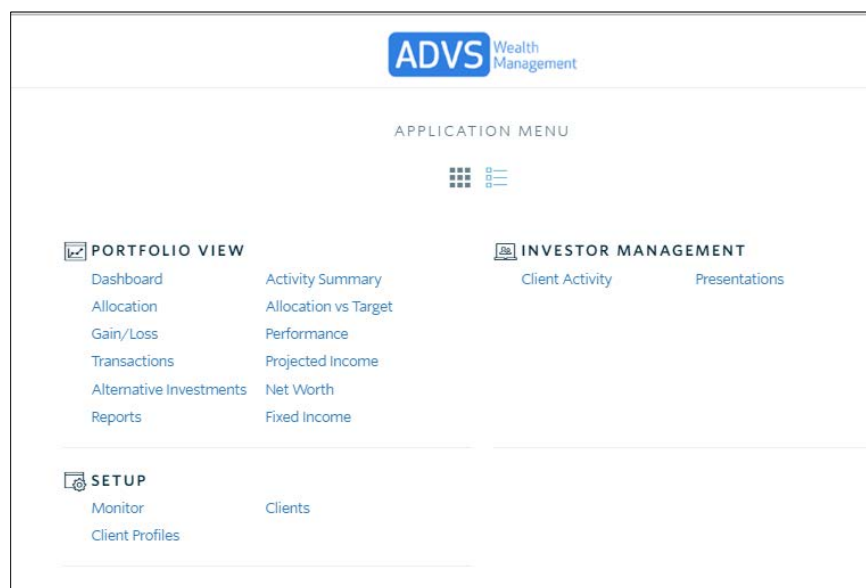 ADVS Wealth
Management
APPLICATION MENU
PORTFOLIO VIEW
Dashboard Activity Summary
Allocation Allocation vs Target
Gain/Loss Performance
Transactions Projected Income
Alternative Investments Net Worth
Reports Fixed Income
INVESTOR MANAGEMENT
Client Activity Presentations
SETUP
Monitor Clients
Client Profiles